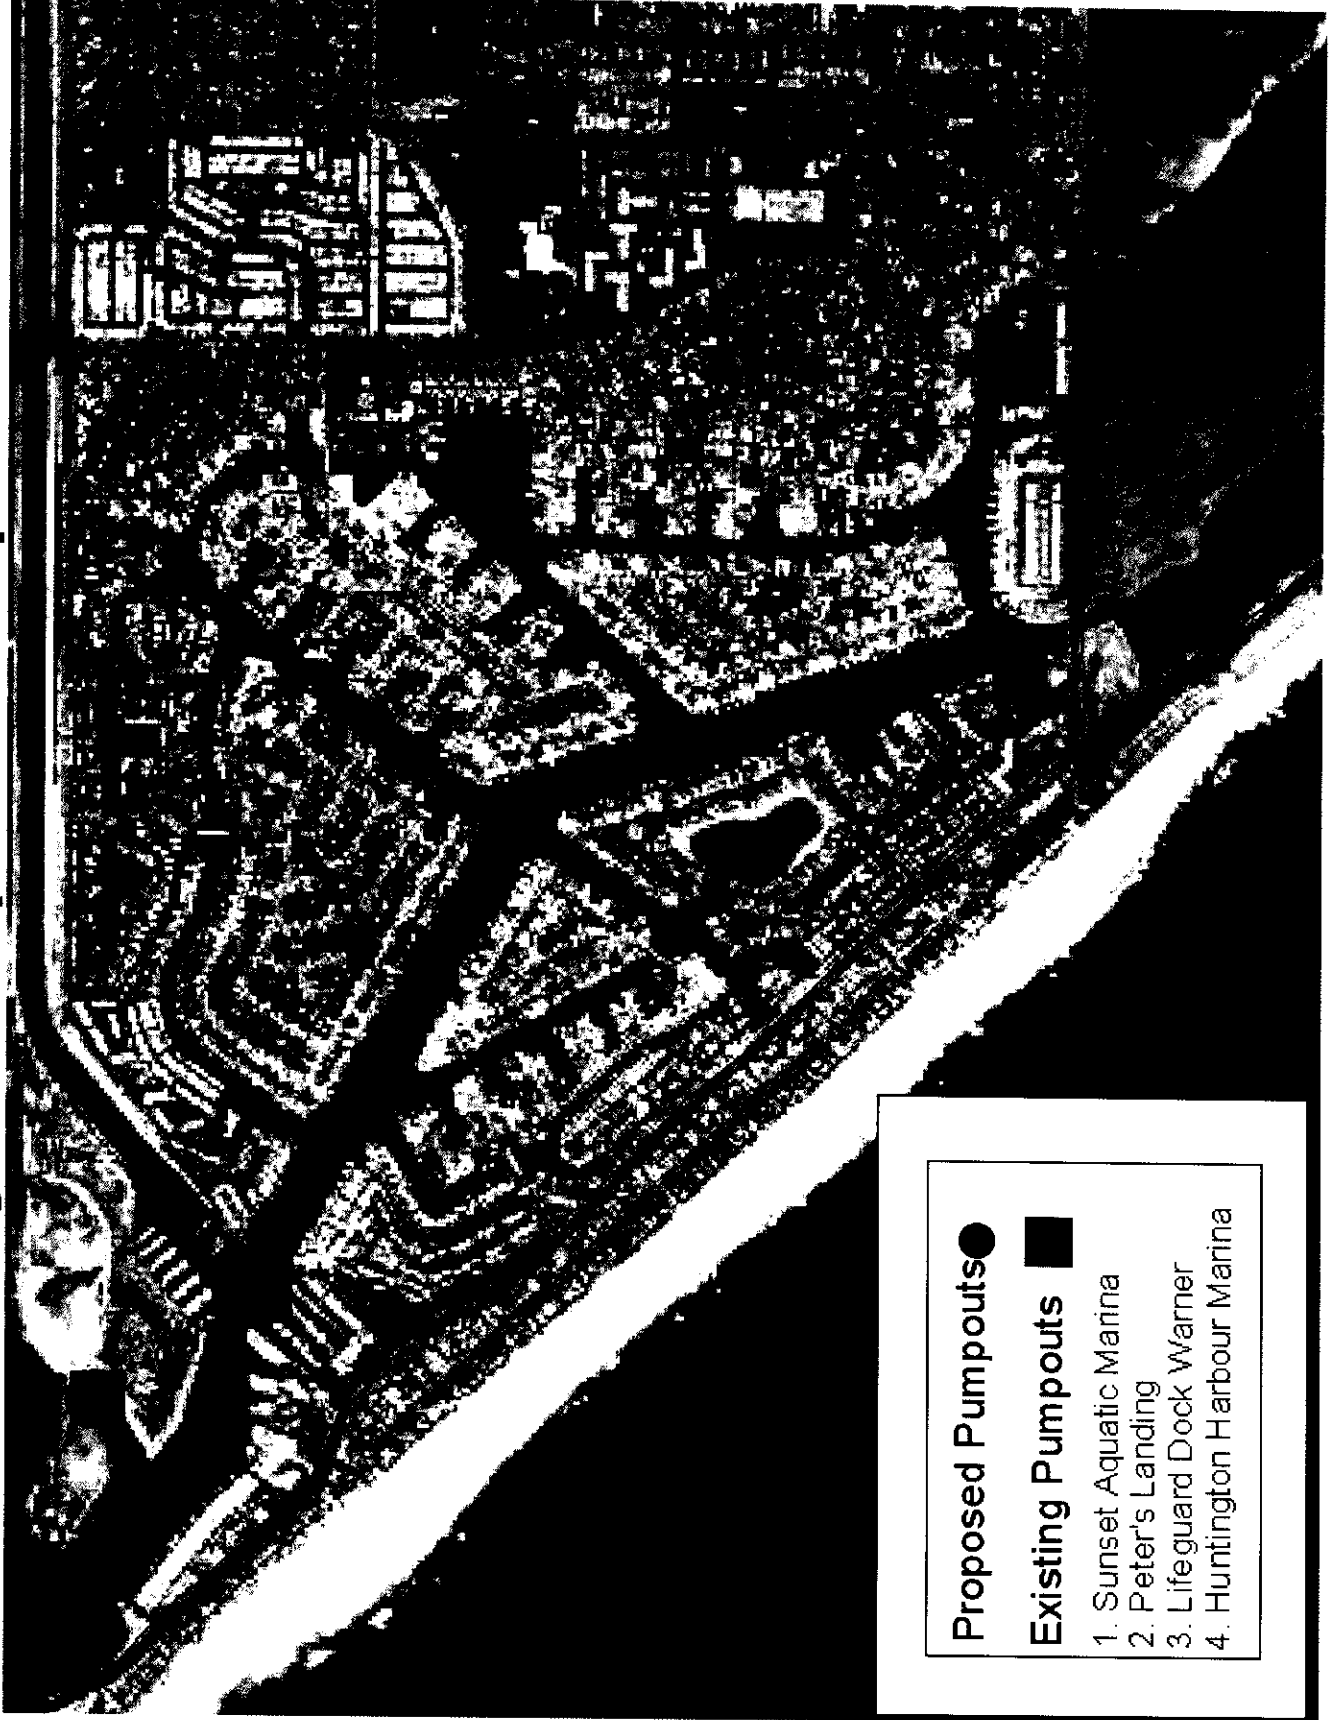 Proposed Pumpouts
Existing Pumpouts
1. Sunset Aquatic Marina
2. Peter's Landing
3. Lifeguard Dock Warner
4. Huntington Harbour Marina